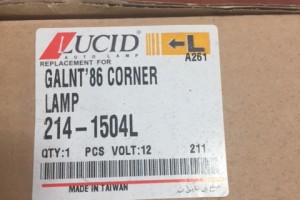 LUCID
AUTO LAMP
←L
A261
REPLACEMENT FOR
GALNT'86 CORNER
LAMP
214-1504L
QTY:1 PCS VOLT:12 211
MADE IN TAIWAN